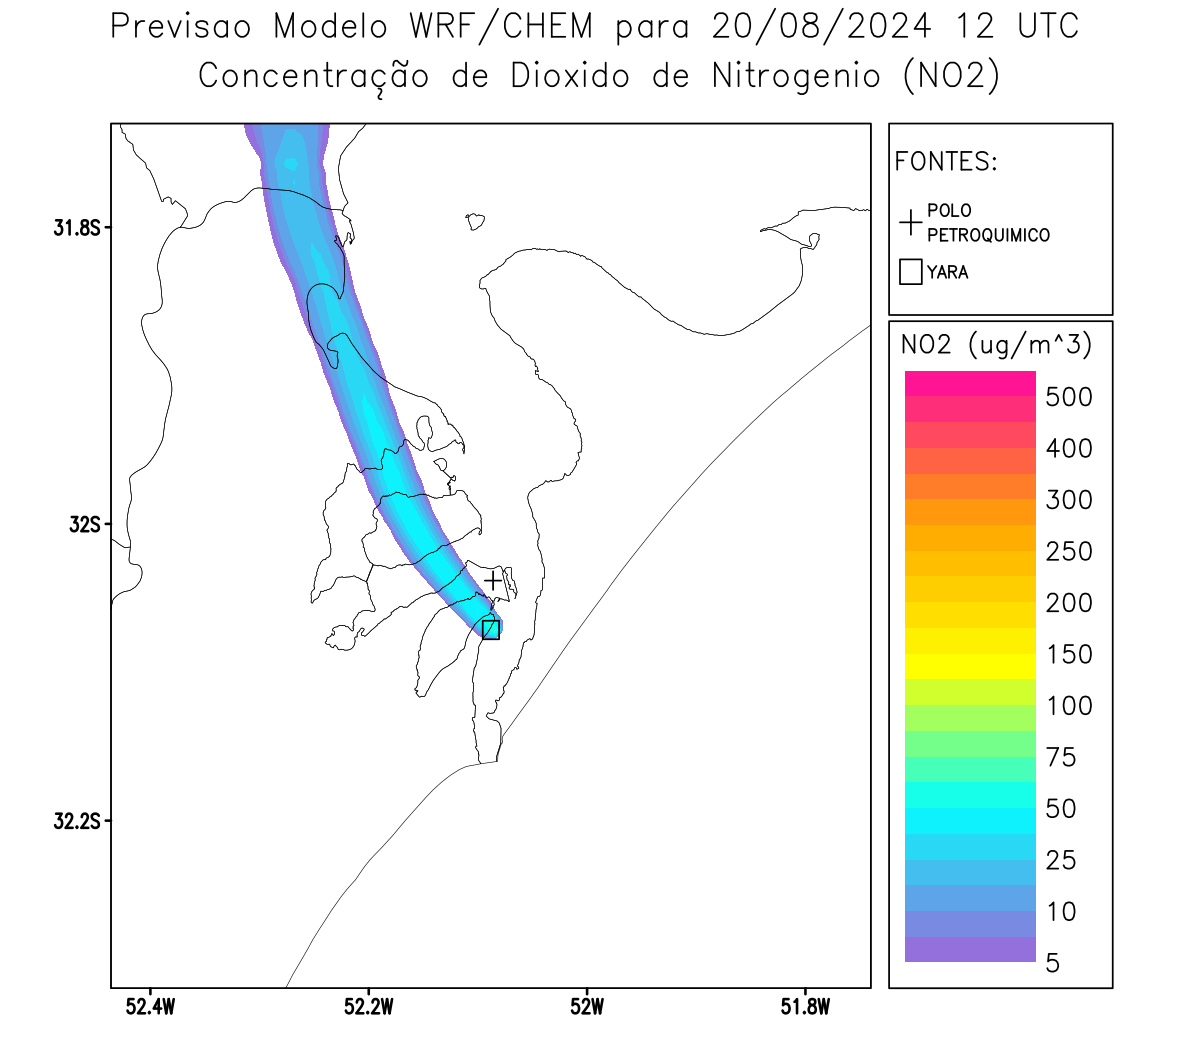 Previsao Modelo WRF/CHEM para 20/08/2024 12 UTC
Concentração de Dioxido de Nitrogenio (NO2)
FONTES:
POLO
PETROQUIMICO
YARA
31.8S
32S
32.2S
52.4W
52.2W
52W
51.8W
NO2 (ug/m^3)
500
400
300
250
200
150
100
75
50
25
10
5